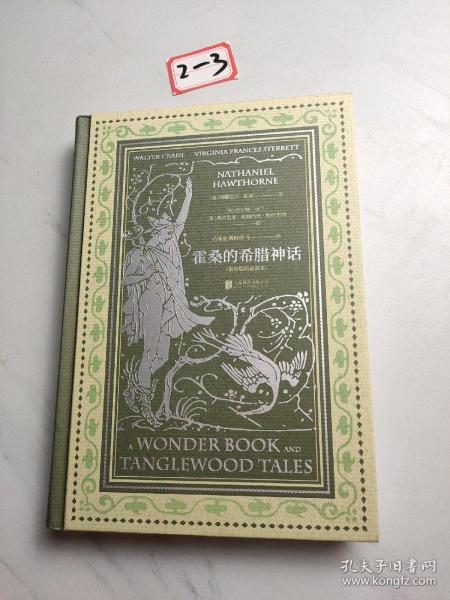 2-3
WALTER CRANE VIRGINIA FRANCES STERRETT
NATHANIEL
HAWTHORNE
霍桑的希腊神话
A WONDER BOOK AND
TANGLEWOOD TALES
孔夫子旧书网
www.kongfz.com